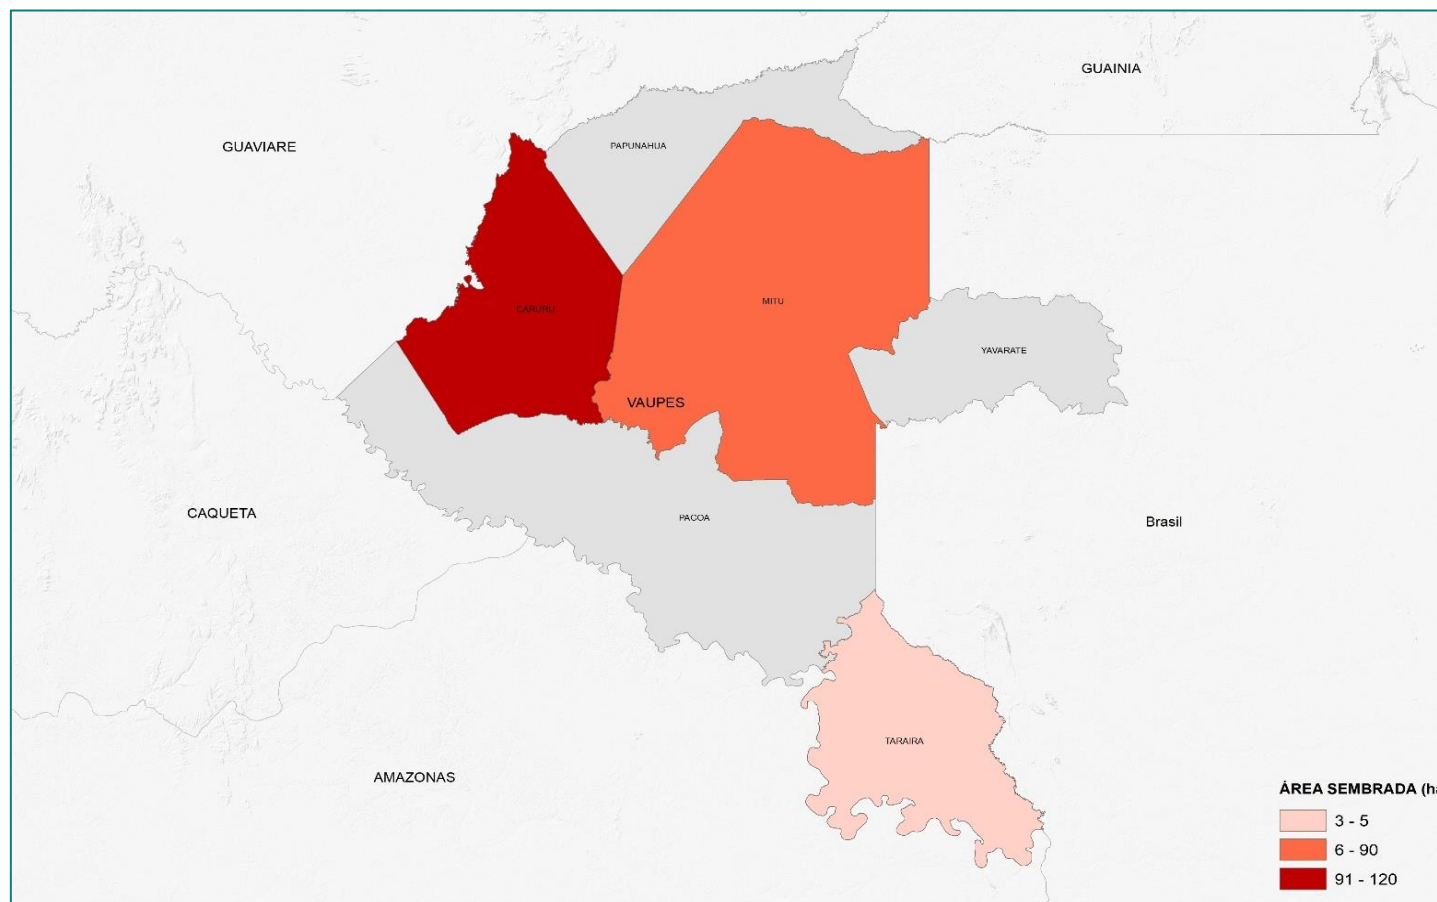 GUAINIA
GUAVIARE
PAPUNAHUA
MITU
CARURU
YAVARATE
VAUPES
CAQUETA
PACOA
Brasil
TARAIRA
AMAZONAS
ÁREA SEMBRADA (ha
3 - 5
6 - 90
91 - 120